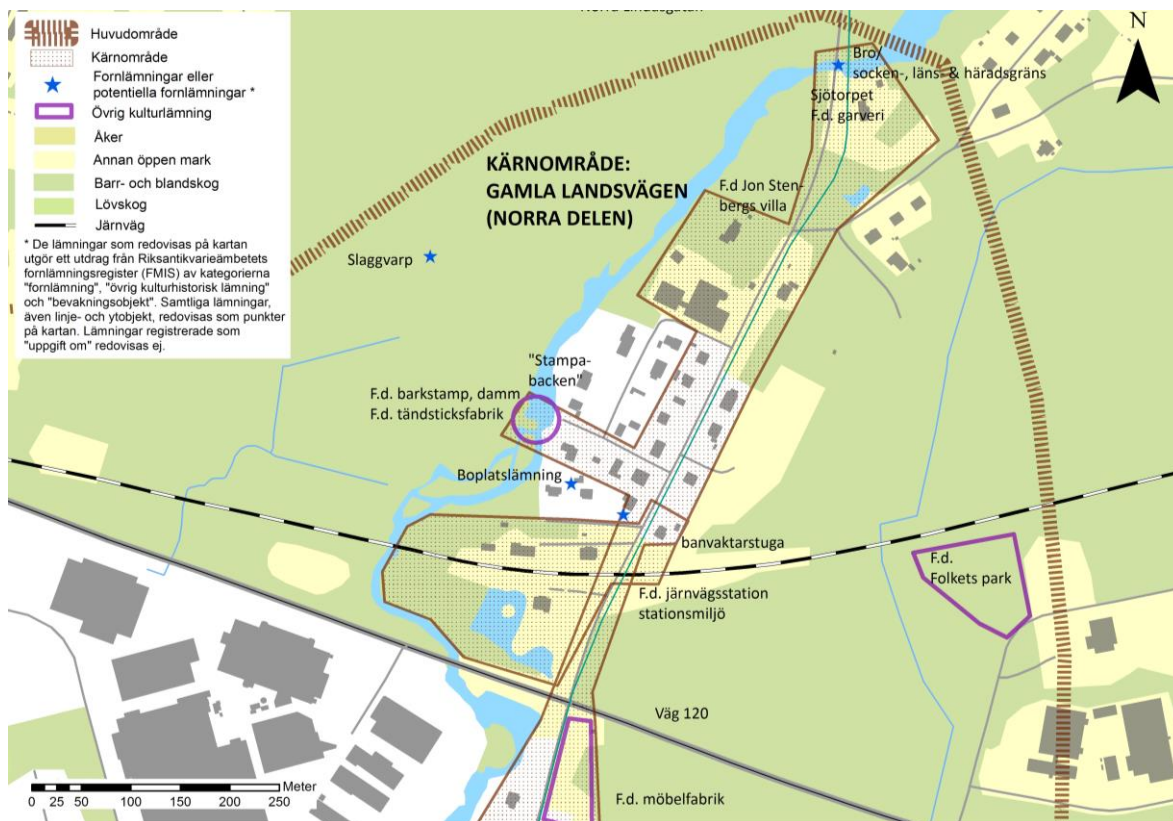 Huvudområde
Kärnområde
Fornlämningar eller
potentiella fornlämningar *
Övrig kulturlämning
Åker
Annan öppen mark
Barr- och blandskog
Lövskog
Järnväg
* De lämningar som redovisas på kartan
utgör ett utdrag från Riksantikvarieämbetets
fornlämningsregister (FMIS) av kategorierna
"fornlämning", "övrig kulturhistorisk lämning"
och "bevakningsobjekt". Samtliga lämningar,
även linje- och ytobjekt, redovisas som punkter
på kartan. Lämningar registrerade som
"uppgift om" redovisas ej.
N
Bro/
socken-, läns- & häradsgräns
Sjötorpet
F.d. garveri
KÄRNOMRÅDE:
GAMLA LANDSVÄGEN
(NORRA DELEN)
F.d Jon Sten-
bergs villa
Slaggvarp
"Stampa-
backen"
F.d. barkstamp, damm
F.d. tändsticksfabrik
Boplatslämning
banvaktarstuga
F.d.
Folkets park
F.d. järnvägsstation
stationsmiljö
Väg 120
F.d. möbelfabrik
Meter
0 25 50 100 150 200 250